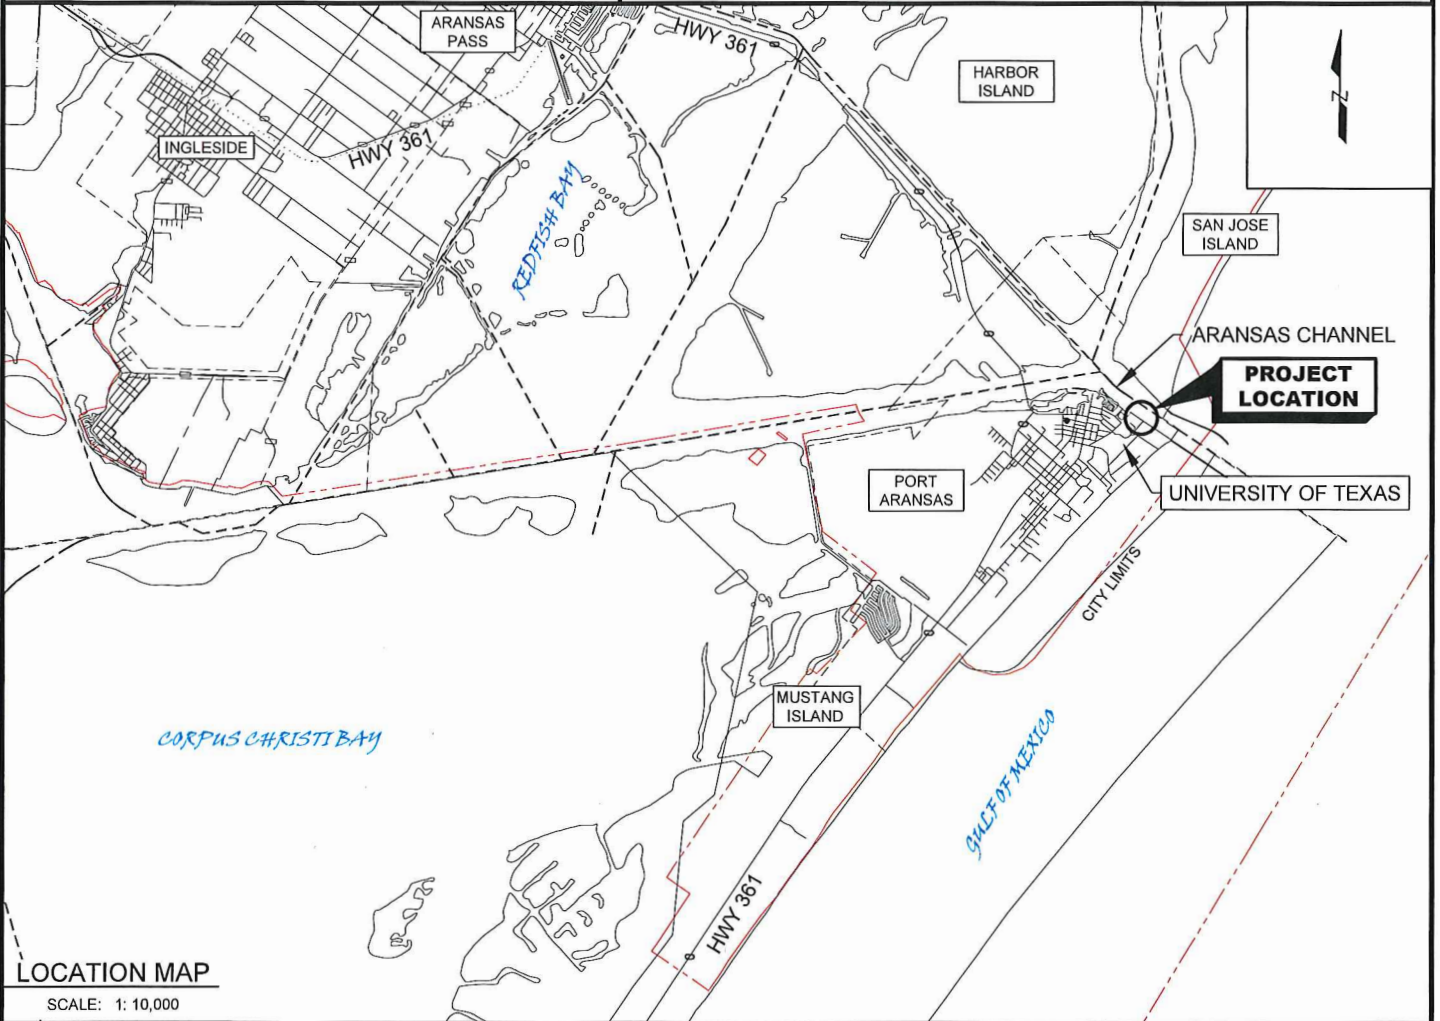 ARANSAS
PASS
HWY 361
HARBOR
ISLAND
N
INGLESIDE
HWY 361
REDFISH BAY
SAN JOSE
ISLAND
ARANSAS CHANNEL
PROJECT
LOCATION
PORT
ARANSAS
UNIVERSITY OF TEXAS
CITY LIMITS
MUSTANG
ISLAND
CORPUS CHRISTI BAY
GULF OF MEXICO
HWY 361
LOCATION MAP
SCALE: 1: 10,000